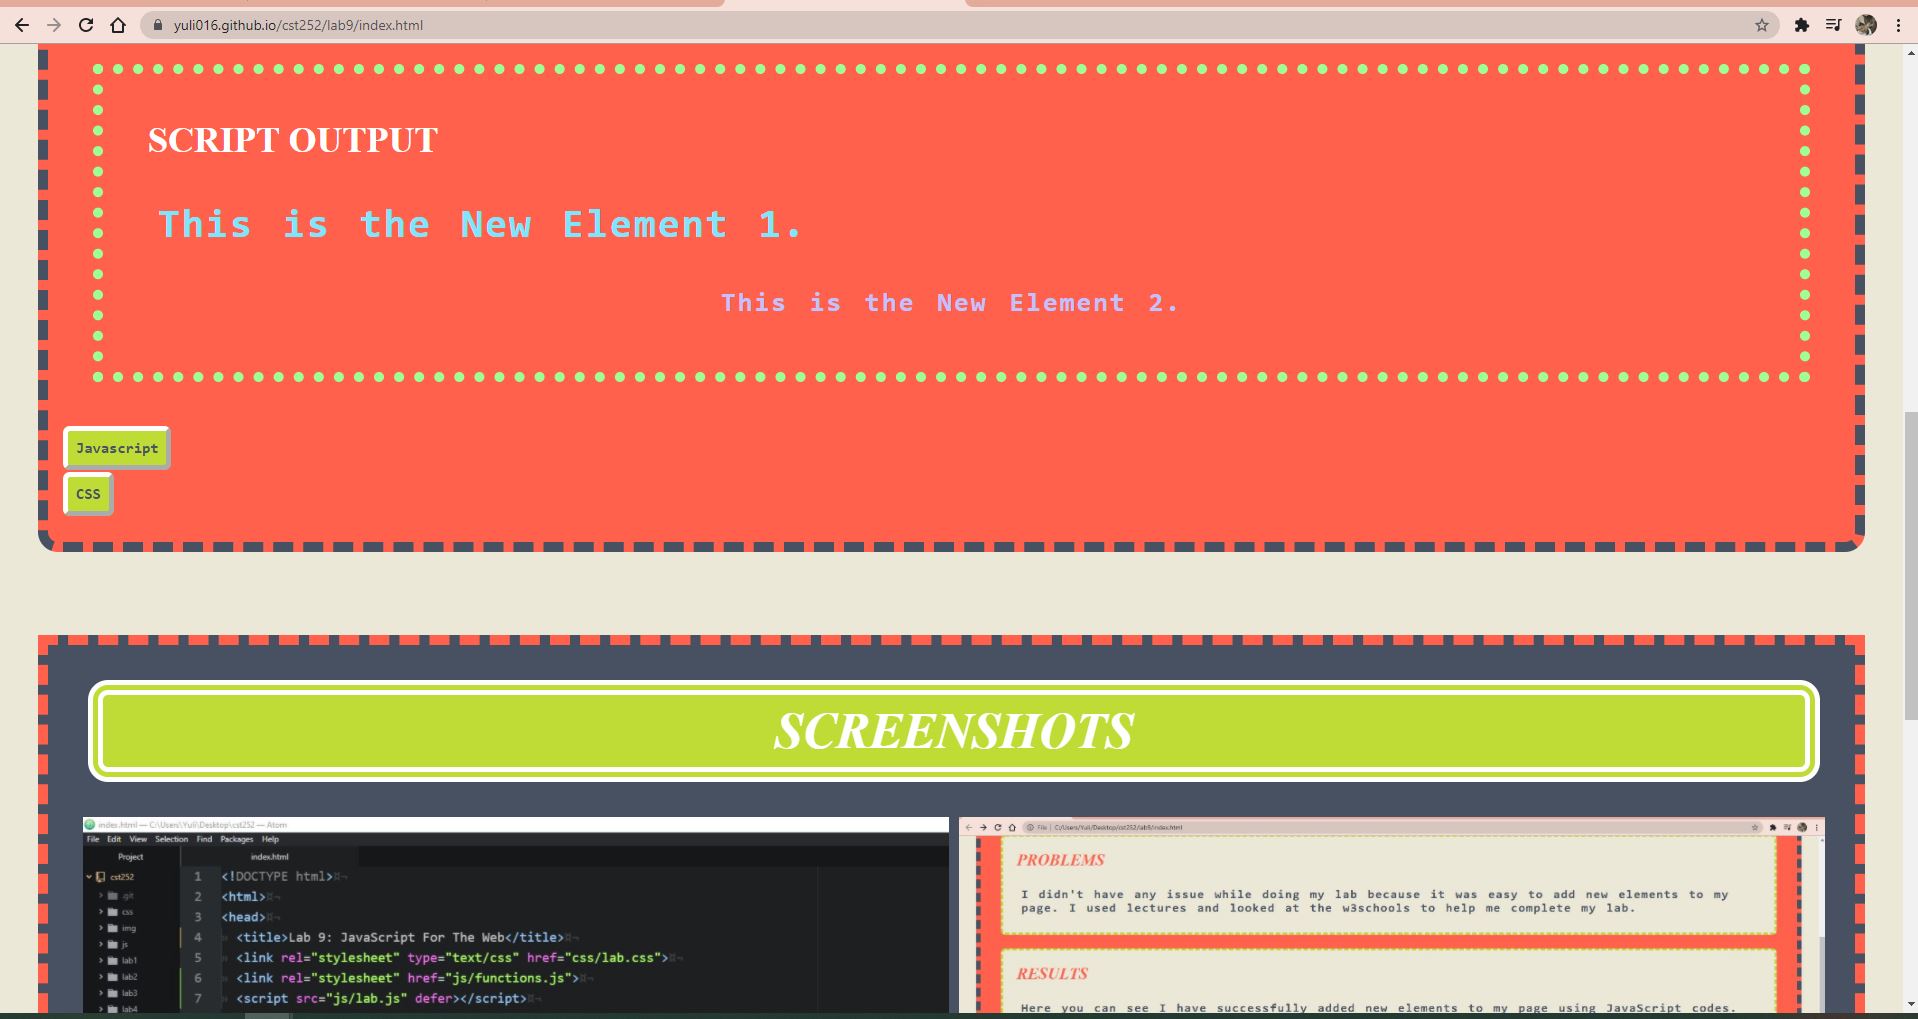 yuli016.github.io/cst252/lab9/index.html
SCRIPT OUTPUT
This is the New Element 1.
This is the New Element 2.
Javascript
CSS
SCREENSHOTS
index.html — C:\Users\Yuli\Desktop\cst252 — Atom
File Edit View Selection Find Packages Help
Project
index.html
cst252
.git
css
img
js
lab1
lab2
lab3
lab4
1 <!DOCTYPE html>
2 <html>
3 <head>
4 <title>Lab 9: JavaScript For The Web</title>
5 <link rel="stylesheet" type="text/css" href="css/lab.css">
6 <link rel="stylesheet" href="js/functions.js">
7 <script src="js/lab.js" defer></script>
File | C:/Users/Yuli/Desktop/cst252/lab9/index.html
PROBLEMS
I didn't have any issue while doing my lab because it was easy to add new elements to my
page. I used lectures and looked at the w3schools to help me complete my lab.
RESULTS
Here you can see I have successfully added new elements to my page using JavaScript codes.